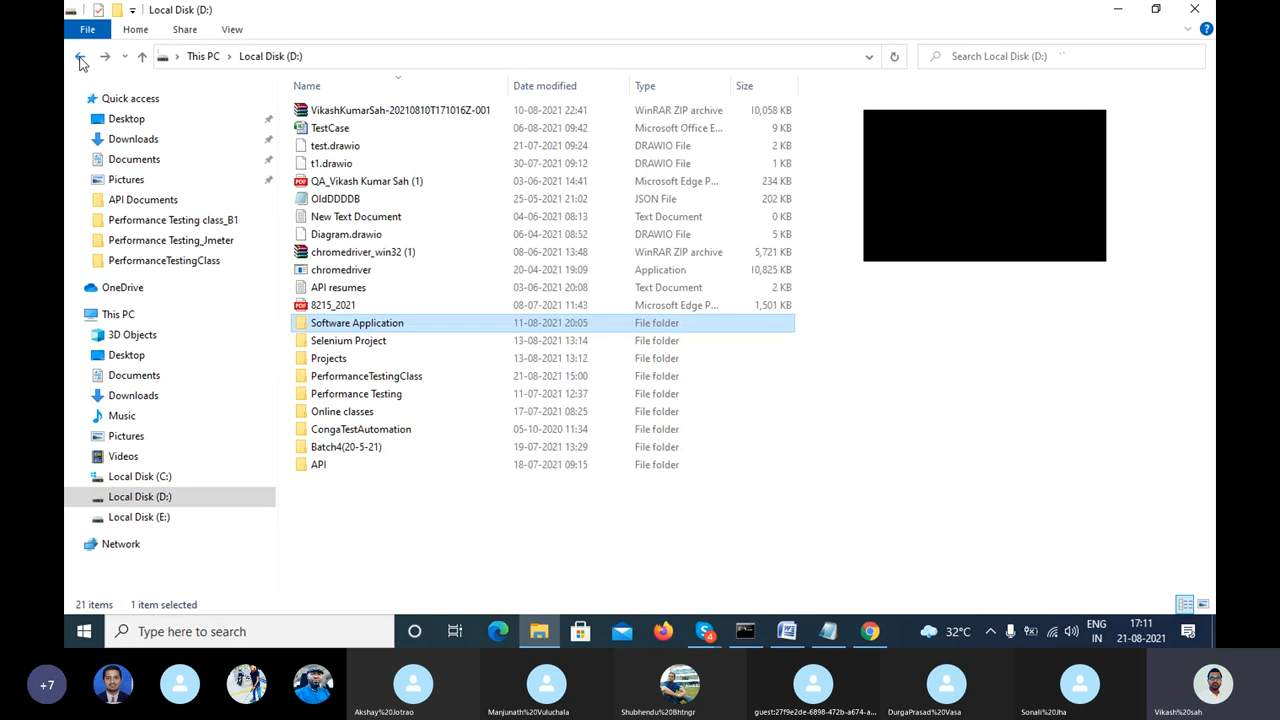 Local Disk (D:)
File Home Share View
This PC Local Disk (D:) Search Local Disk (D:)
Name Date modified Type Size
Quick access
Desktop
Downloads
Documents
Pictures
API Documents
Performance Testing class_B1
Performance Testing_Jmeter
PerformanceTestingClass
OneDrive
This PC
3D Objects
Desktop
Documents
Downloads
Music
Pictures
Videos
Local Disk (C:)
Local Disk (D:)
Local Disk (E:)
Network
VikashKumarSah-20210810T171016Z-001 10-08-2021 22:41 WinRAR ZIP archive 10,058 KB
TestCase 06-08-2021 09:42 Microsoft Office E... 9 KB
test.drawio 21-07-2021 09:24 DRAWIO File 2 KB
t1.drawio 30-07-2021 09:12 DRAWIO File 1 KB
QA_Vikash Kumar Sah (1) 03-06-2021 14:41 Microsoft Edge P... 234 KB
OldDDDDB 25-05-2021 21:02 JSON File 202 KB
New Text Document 04-06-2021 08:13 Text Document 0 KB
Diagram.drawio 06-04-2021 08:52 DRAWIO File 5 KB
chromedriver_win32 (1) 08-06-2021 13:48 WinRAR ZIP archive 5,721 KB
chromedriver 20-04-2021 19:09 Application 10,825 KB
API resumes 03-06-2021 20:08 Text Document 2 KB
8215_2021 08-07-2021 11:43 Microsoft Edge P... 1,501 KB
Software Application 11-08-2021 20:05 File folder
Selenium Project 13-08-2021 13:14 File folder
Projects 13-08-2021 13:12 File folder
PerformanceTestingClass 21-08-2021 15:00 File folder
Performance Testing 11-07-2021 12:37 File folder
Online classes 17-07-2021 08:25 File folder
CongaTestAutomation 05-10-2020 11:34 File folder
Batch4(20-5-21) 19-07-2021 13:29 File folder
API 18-07-2021 09:15 File folder
21 items 1 item selected
Type here to search 4 32°C ENG 17:11
IN 21-08-2021
+7
Akshay%20Jotrao Manjunath%20Vuluchala Shubhendu%20Bhtngr guest:27f9e2de-6898-472b-a674-a... DurgaPrasad%20Vasa Sonali%20Jha Vikash%20sah